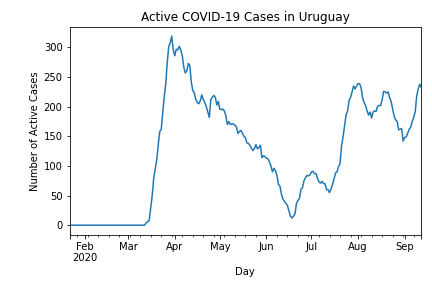 Active COVID-19 Cases in Uruguay
Number of Active Cases
300
250
200
150
100
50
0
Feb Mar Apr May Jun Jul Aug Sep
2020
Day